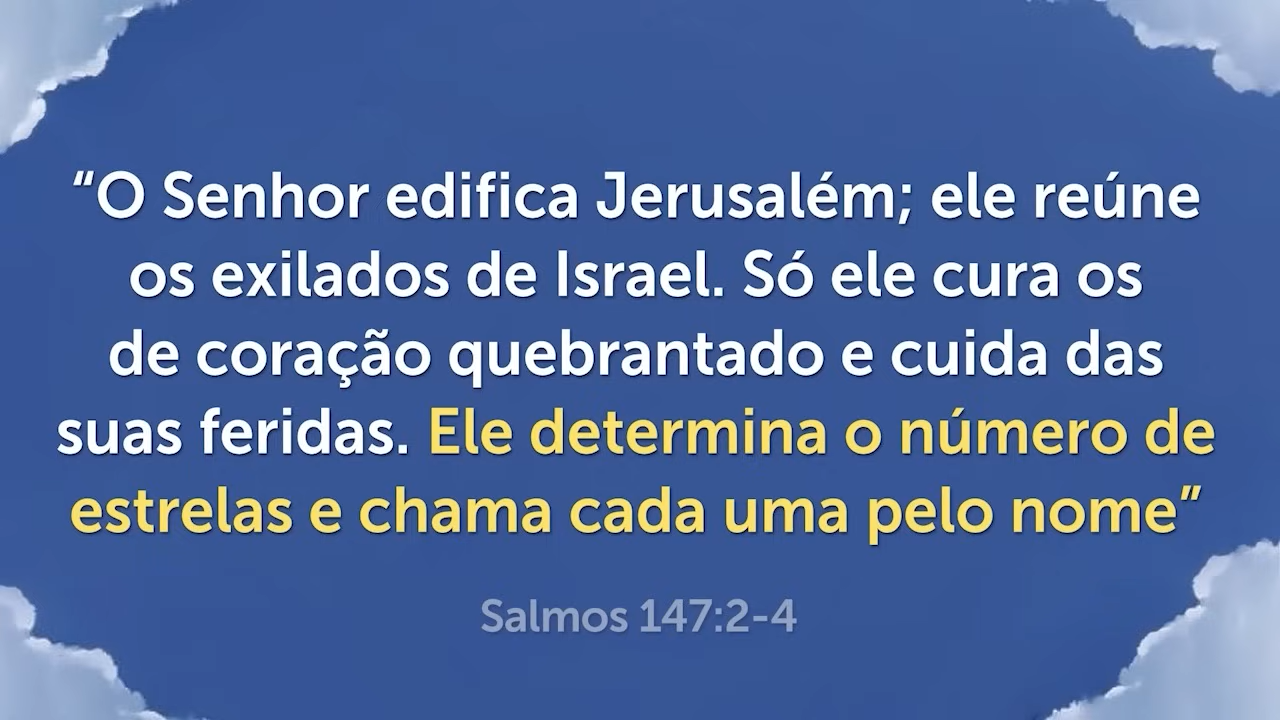 “O Senhor edifica Jerusalém; ele reúne
os exilados de Israel. Só ele cura os
de coração quebrantado e cuida das
suas feridas. Ele determina o número de
estrelas e chama cada uma pelo nome”
Salmos 147:2-4